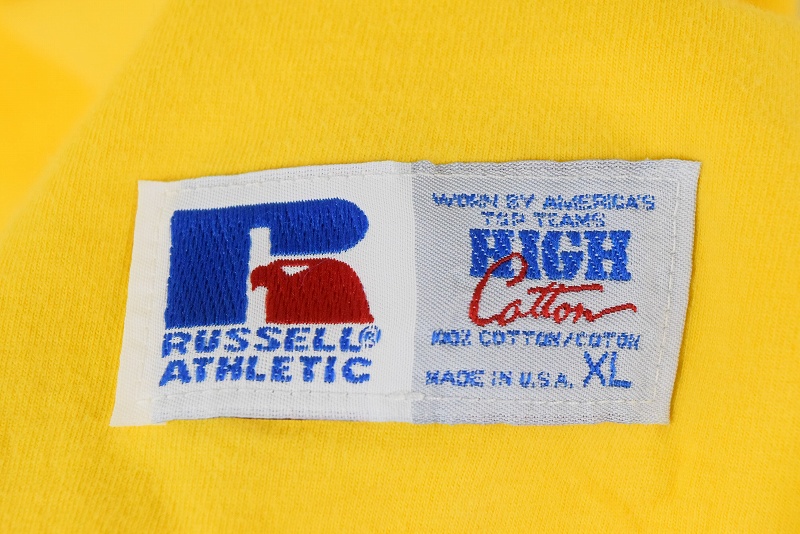 RUSSELL®
ATHLETIC
WORN BY AMERICA'S
TOP TEAMS
HIGH
Cotton
100% COTTON/COTON
MADE IN U.S.A. XL